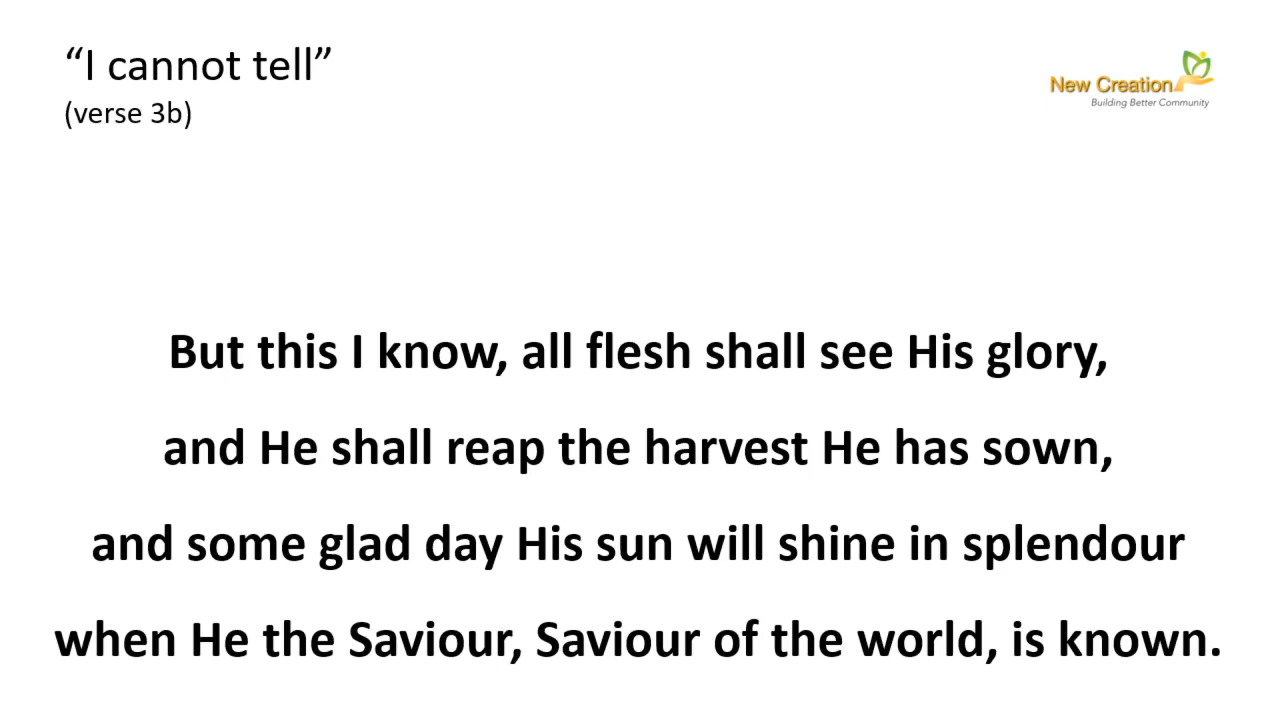 “I cannot tell”
(verse 3b)
New Creation
Building Better Community
But this I know, all flesh shall see His glory,
and He shall reap the harvest He has sown,
and some glad day His sun will shine in splendour
when He the Saviour, Saviour of the world, is known.